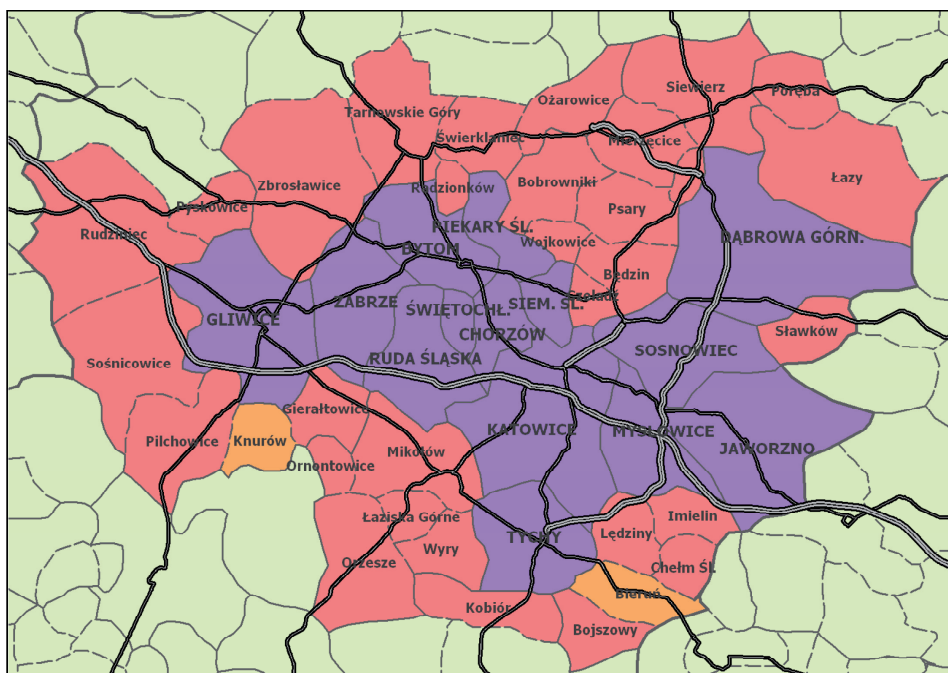 Siewierz
Poręba
Ożarowice
Tarnowskie Góry
Świerklaniec
Mierzęcice
Łazy
Zbrosławice
Radzionków
Bobrowniki
Pyskowice
Psary
Rudziniec
PIEKARY ŚL.
DĄBROWA GÓRN.
BYTOM
Wojkowice
Będzin
Czeladź
ZABRZE
ŚWIĘTOCHŁ.
SIEM. ŚL.
GLIWICE
CHORZÓW
Sławków
SOSNOWIEC
RUDA ŚLĄSKA
Sośnicowice
Gierałtowice
KATOWICE
MYSŁOWICE
Pilchowice
Knurów
Mikołów
JAWORZNO
Ornontowice
Łaziska Górne
Imielin
Lędziny
TYCHY
Wyry
Orzesze
Chełm Śl.
Bieruń
Kobiór
Bojszowy